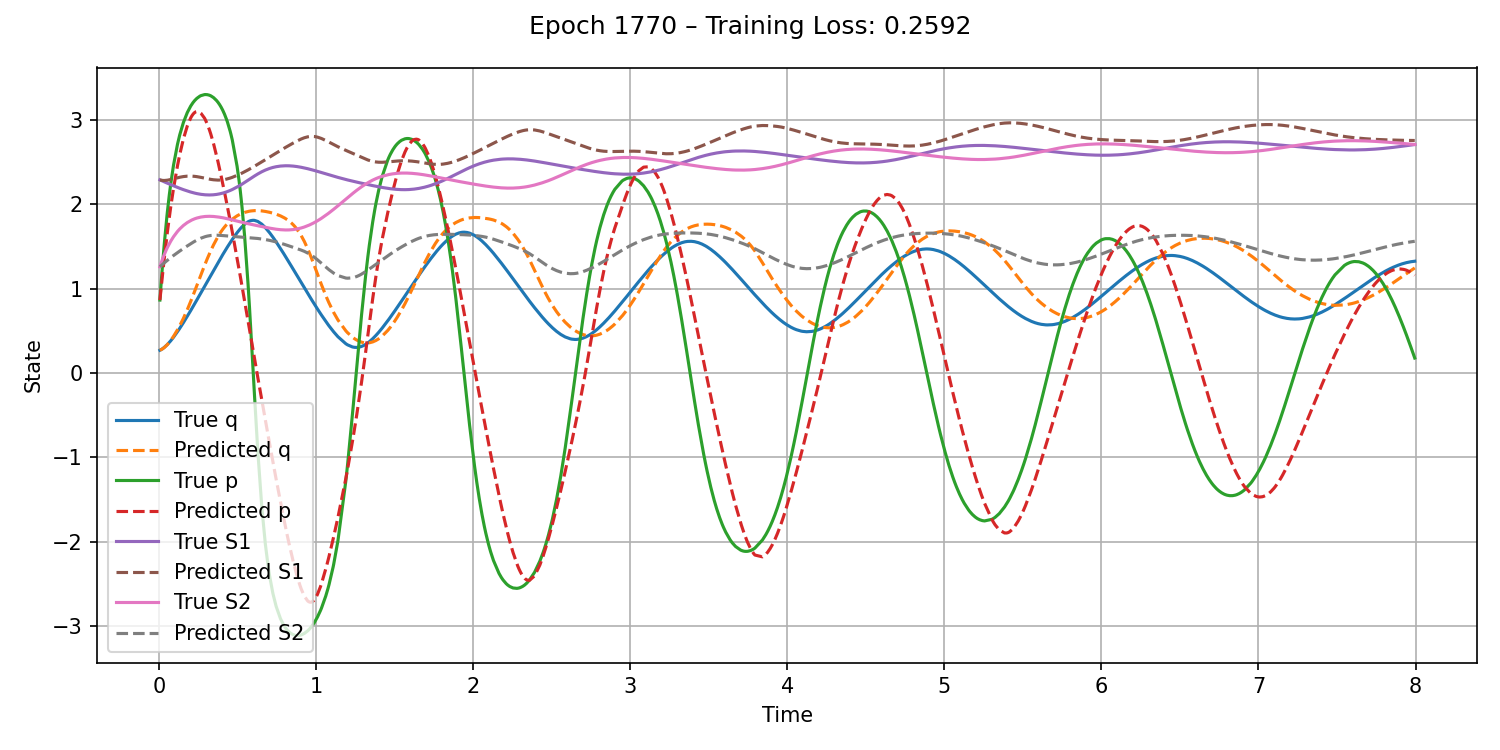 Epoch 1770 – Training Loss: 0.2592
State
3
2
1
0
−1
−2
−3
True q
Predicted q
True p
Predicted p
True S1
Predicted S1
True S2
Predicted S2
0 1 2 3 4 5 6 7 8
Time